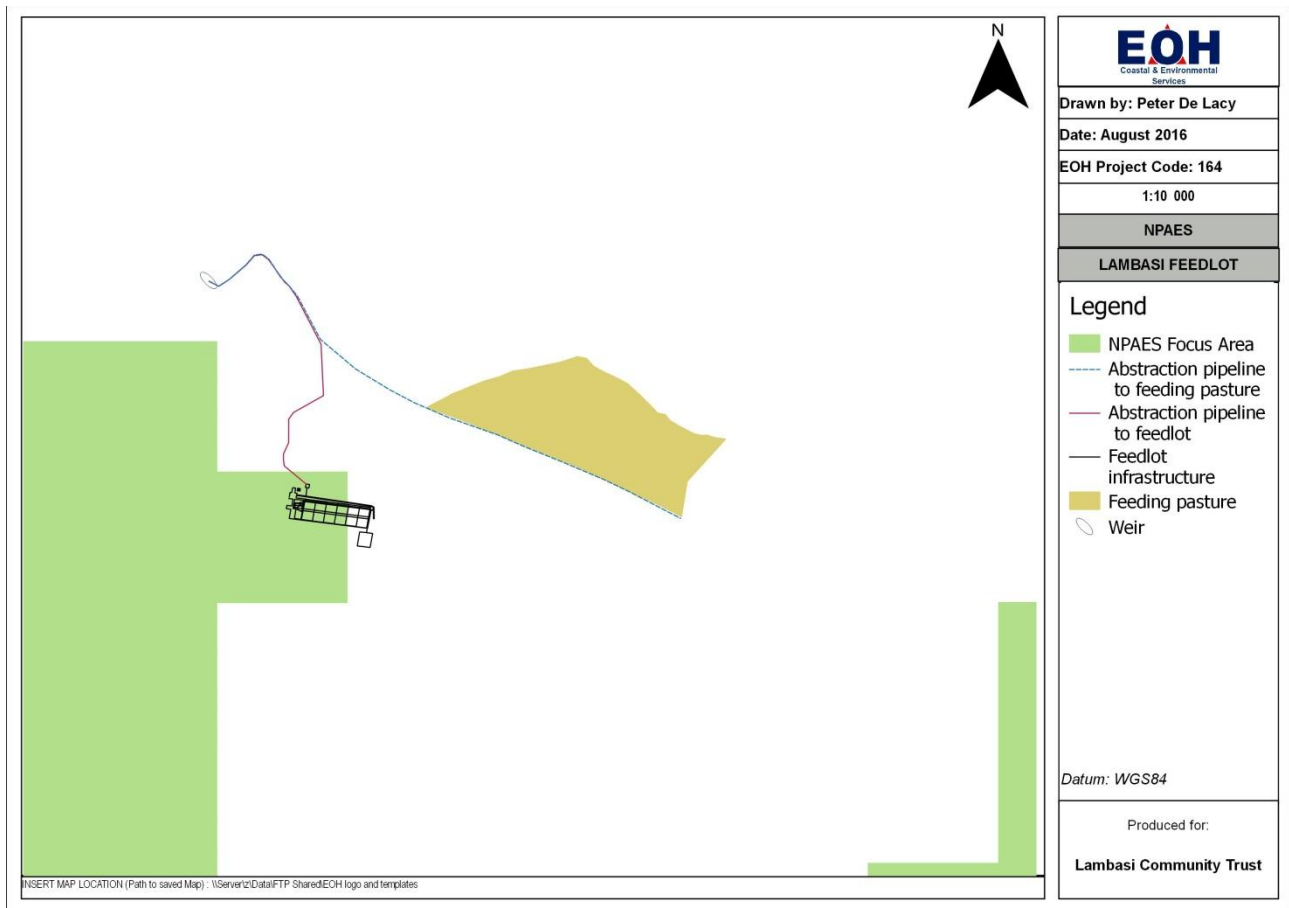 N
EOH
Coastal & Environmental
Services
Drawn by: Peter De Lacy
Date: August 2016
EOH Project Code: 164
1:10 000
NPAES
LAMBASI FEEDLOT
Legend
NPAES Focus Area
Abstraction pipeline
to feeding pasture
Abstraction pipeline
to feedlot
Feedlot
infrastructure
Feeding pasture
Weir
Datum: WGS84
Produced for:
Lambasi Community Trust
INSERT MAP LOCATION (Path to saved Map) : \\Server\z\Data\FTP Shared\EOH logo and templates